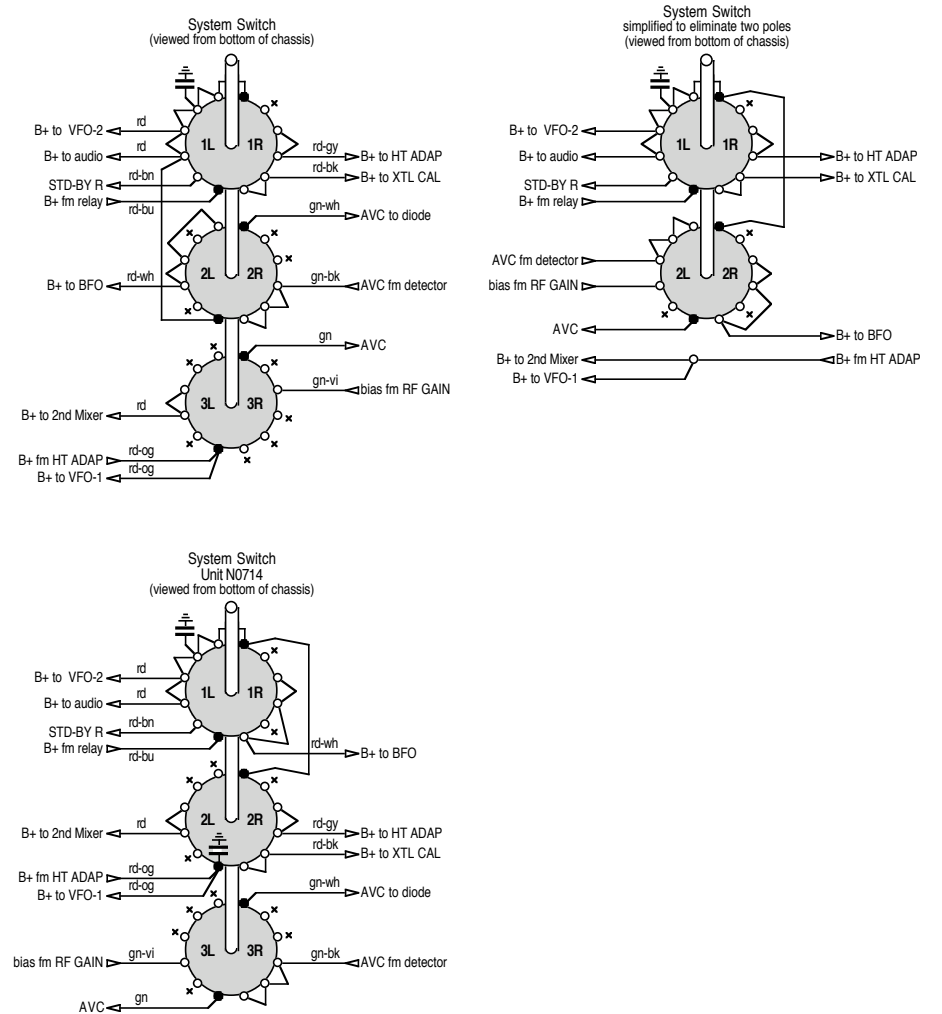 System Switch
(viewed from bottom of chassis)
B+ to VFO-2
rd
B+ to audio
rd
STD-BY R
rd-bn
B+ fm relay
rd-bu
1L
1R
rd-gy
B+ to HT ADAP
rd-bk
B+ to XTL CAL
gn-wh
AVC to diode
B+ to BFO
rd-wh
2L
2R
gn-bk
AVC fm detector
gn
AVC
gn-vi
bias fm RF GAIN
3L
3R
B+ to 2nd Mixer
rd
B+ fm HT ADAP
rd-og
B+ to VFO-1
rd-og
System Switch
simplified to eliminate two poles
(viewed from bottom of chassis)
B+ to VFO-2
B+ to audio
STD-BY R
B+ fm relay
1L
1R
B+ to HT ADAP
B+ to XTL CAL
AVC fm detector
bias fm RF GAIN
2L
2R
AVC
B+ to BFO
B+ to 2nd Mixer
B+ fm HT ADAP
B+ to VFO-1
System Switch
Unit N0714
(viewed from bottom of chassis)
B+ to VFO-2
rd
B+ to audio
rd
STD-BY R
rd-bn
B+ fm relay
rd-bu
1L
1R
rd-wh
B+ to BFO
B+ to 2nd Mixer
rd
2L
2R
rd-gy
B+ to HT ADAP
rd-bk
B+ to XTL CAL
B+ fm HT ADAP
rd-og
B+ to VFO-1
rd-og
gn-wh
AVC to diode
bias fm RF GAIN
gn-vi
3L
3R
gn-bk
AVC fm detector
AVC
gn